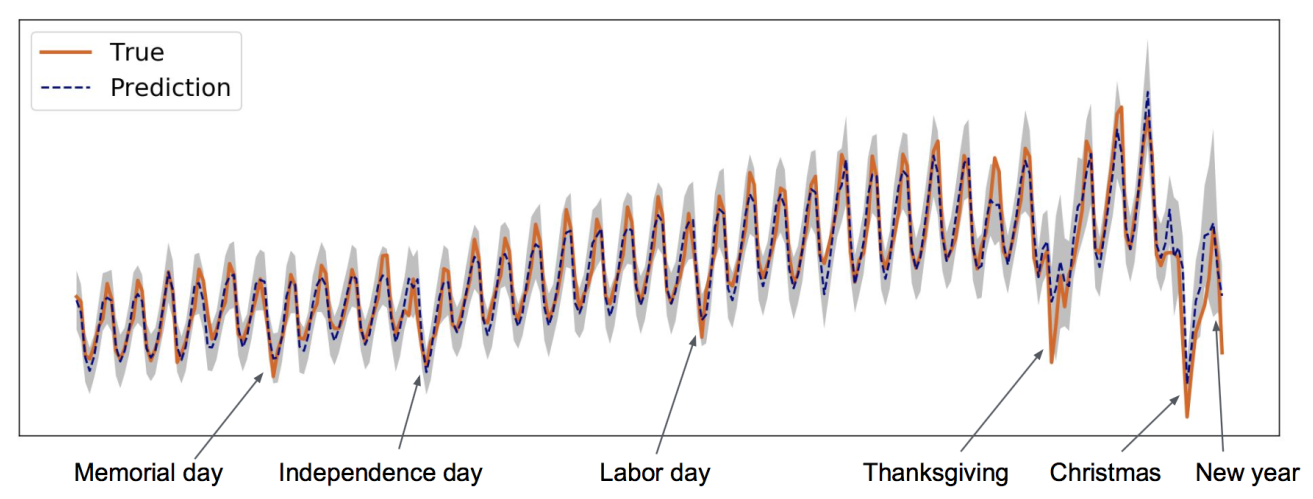 True
Prediction
Memorial day
Independence day
Labor day
Thanksgiving
Christmas
New year